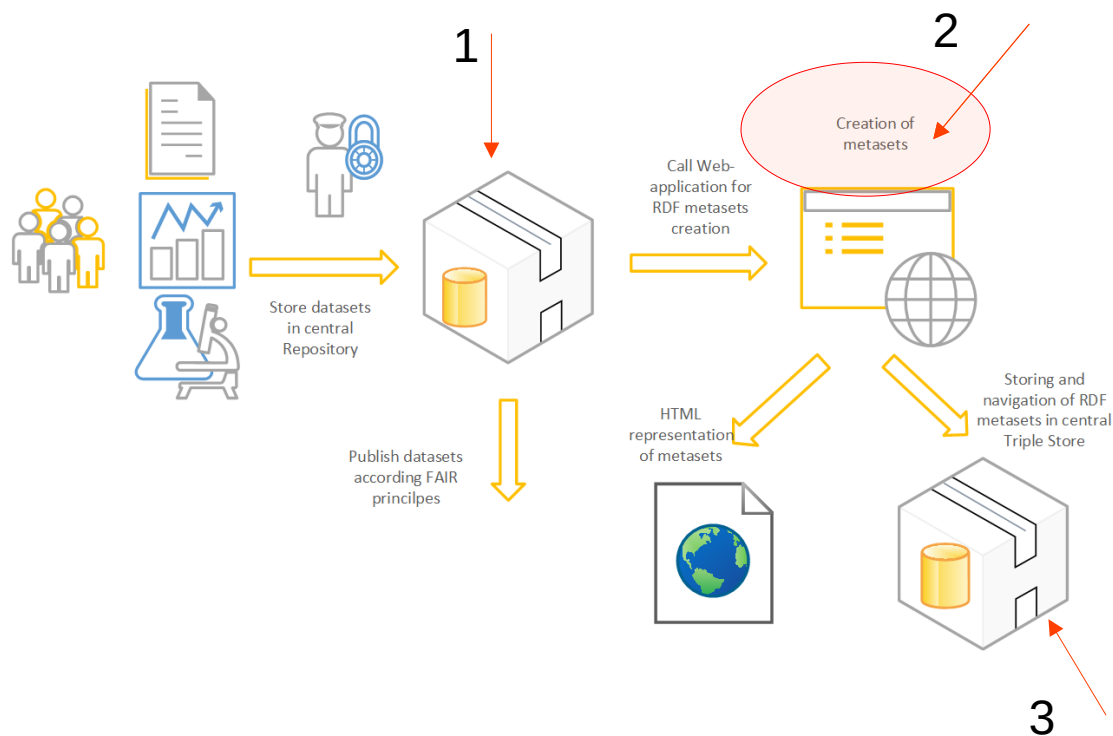 1
2
Creation of
metasets
Call Web-
application for
RDF metasets
creation
Store datasets
in central
Repository
Publish datasets
according FAIR
princilpes
HTML
representation
of metasets
Storing and
navigation of RDF
metasets in central
Triple Store
3